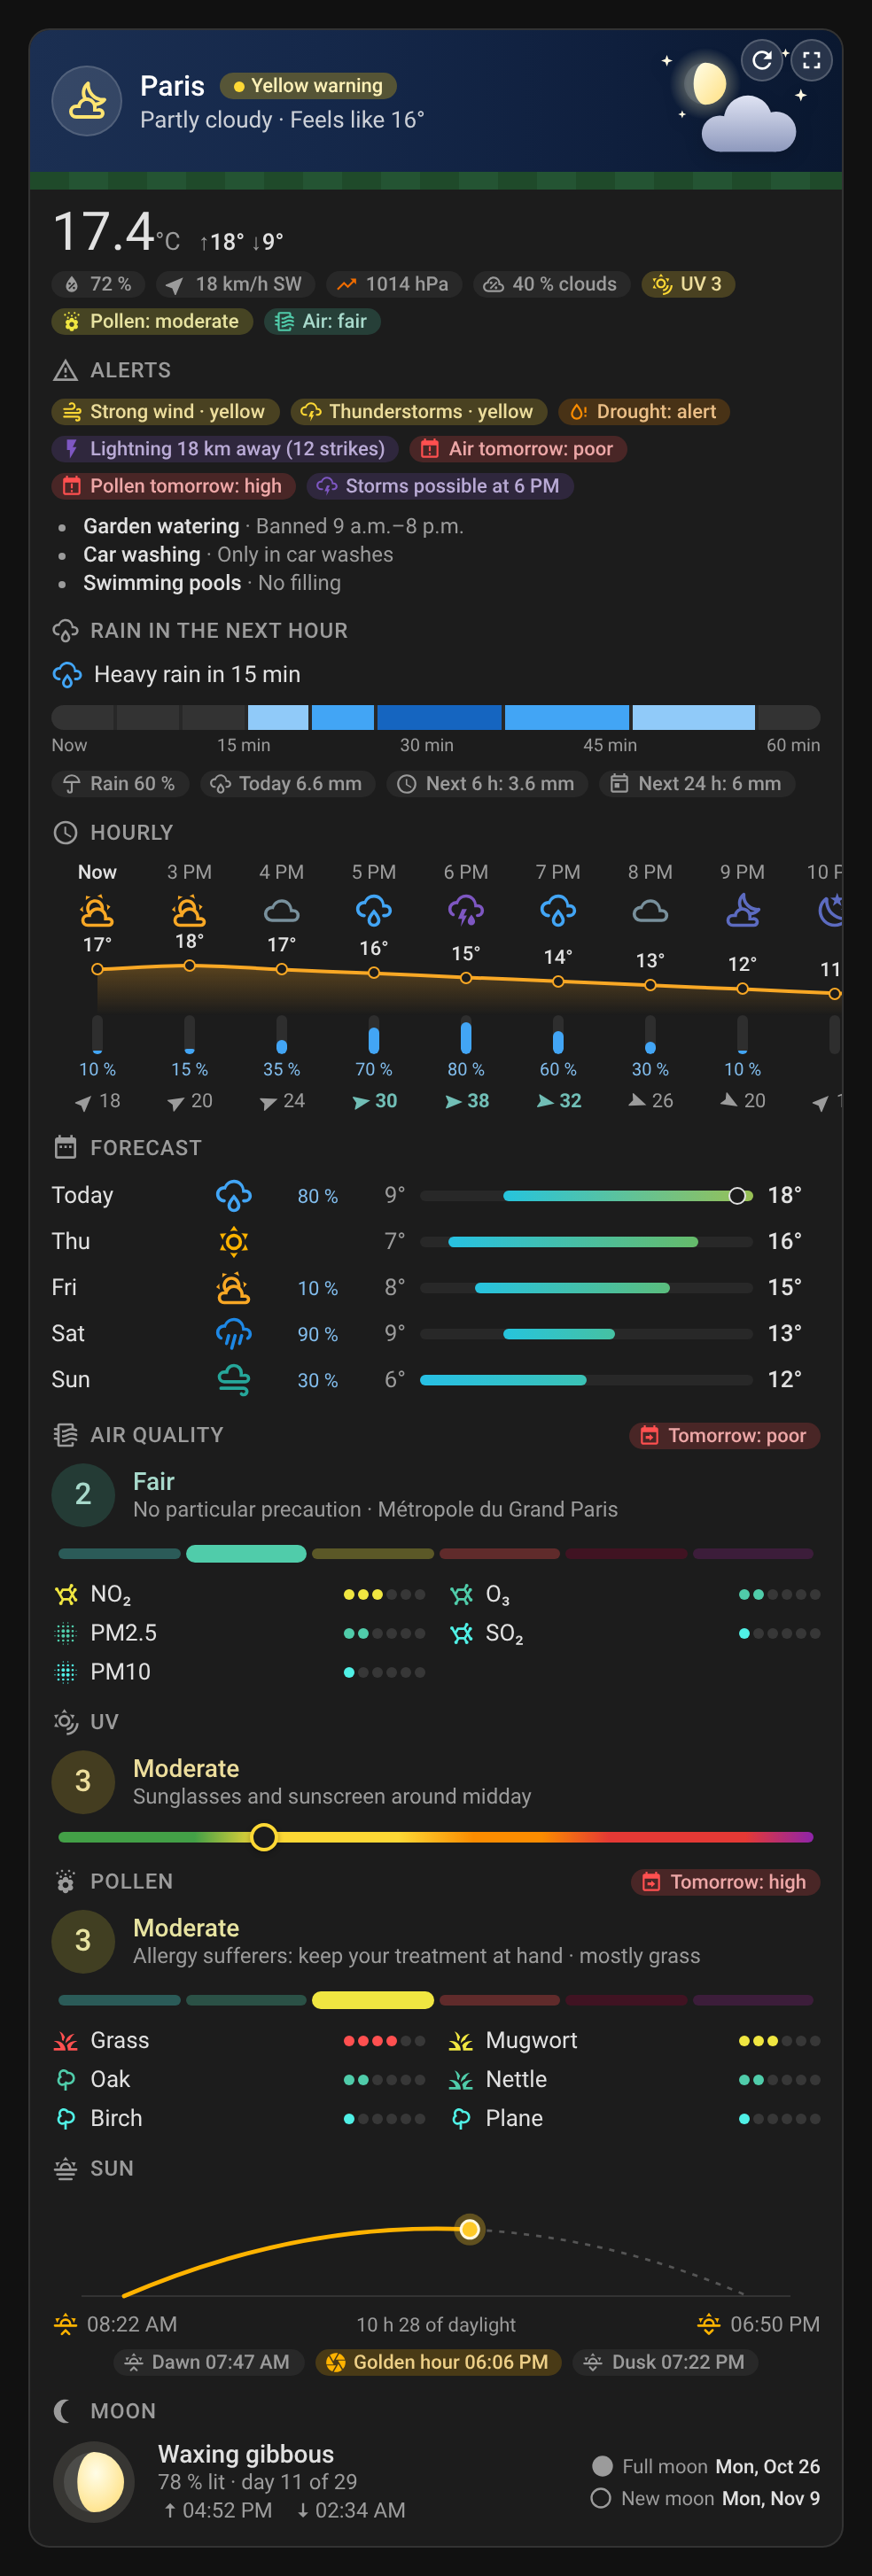 Paris Yellow warning
Partly cloudy · Feels like 16°
17.4°C ↑18° ↓9°
72 % 18 km/h SW 1014 hPa 40 % clouds UV 3
Pollen: moderate Air: fair
ALERTS
Strong wind · yellow Thunderstorms · yellow Drought: alert
Lightning 18 km away (12 strikes) Air tomorrow: poor
Pollen tomorrow: high Storms possible at 6 PM
• Garden watering · Banned 9 a.m.–8 p.m.
• Car washing · Only in car washes
• Swimming pools · No filling
RAIN IN THE NEXT HOUR
Heavy rain in 15 min
Now 15 min 30 min 45 min 60 min
Rain 60 % Today 6.6 mm Next 6 h: 3.6 mm Next 24 h: 6 mm
HOURLY
Now 3 PM 4 PM 5 PM 6 PM 7 PM 8 PM 9 PM 10
17° 18° 17° 16° 15° 14° 13° 12° 11
10 % 15 % 35 % 70 % 80 % 60 % 30 % 10 %
18 20 24 30 38 32 26 20
FORECAST
Today 80 % 9° 18°
Thu 7° 16°
Fri 10 % 8° 15°
Sat 90 % 9° 13°
Sun 30 % 6° 12°
AIR QUALITY Tomorrow: poor
2 Fair
No particular precaution · Métropole du Grand Paris
NO₂ O₃
PM2.5 SO₂
PM10
UV
3 Moderate
Sunglasses and sunscreen around midday
POLLEN Tomorrow: high
3 Moderate
Allergy sufferers: keep your treatment at hand · mostly grass
Grass Mugwort
Oak Nettle
Birch Plane
SUN
08:22 AM 10 h 28 of daylight 06:50 PM
Dawn 07:47 AM Golden hour 06:06 PM Dusk 07:22 PM
MOON
Waxing gibbous
78 % lit · day 11 of 29
↑ 04:52 PM ↓ 02:34 AM
Full moon Mon, Oct 26
New moon Mon, Nov 9